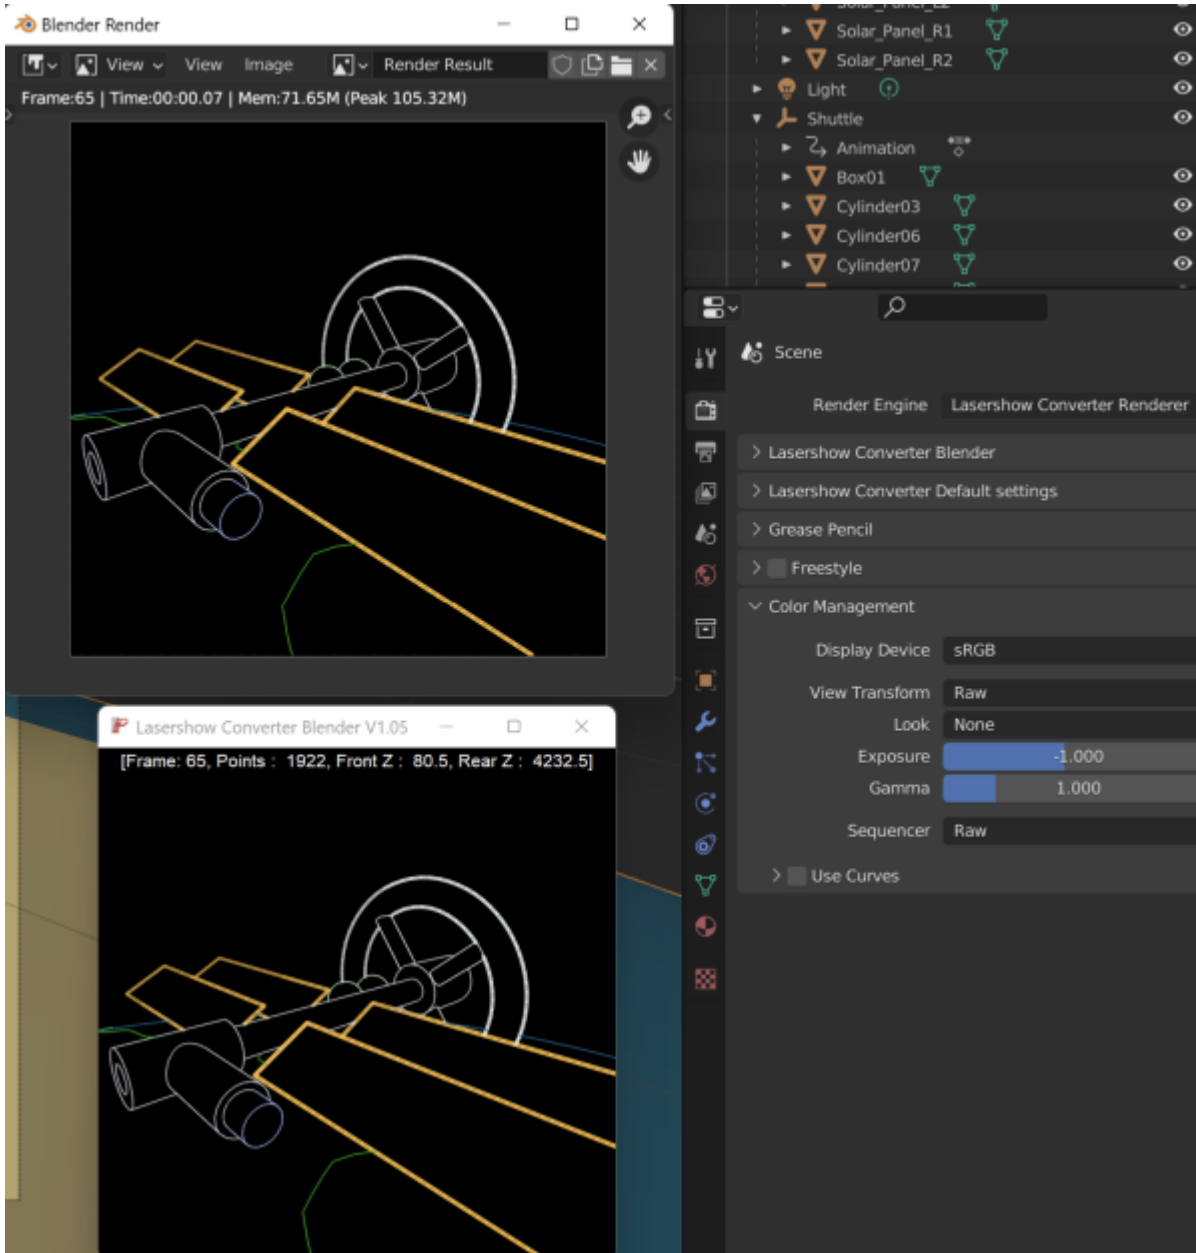 Blender Render
View View Image Render Result
Frame:65 | Time:00:00.07 | Mem:71.65M (Peak 105.32M)
Solar_Panel_L2
Solar_Panel_R1
Solar_Panel_R2
Light
Shuttle
Animation
Box01
Cylinder03
Cylinder06
Cylinder07
Scene
Render Engine Lasershow Converter Renderer
Lasershow Converter Blender
Lasershow Converter Default settings
Grease Pencil
Freestyle
Color Management
Display Device sRGB
View Transform Raw
Look None
Exposure -1.000
Gamma 1.000
Sequencer Raw
Use Curves
Lasershow Converter Blender V1.05
[Frame: 65, Points : 1922, Front Z : 80.5, Rear Z : 4232.5]